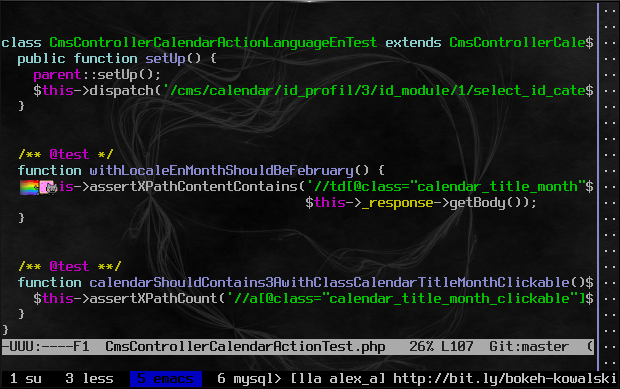 class CmsControllerCalendarActionLanguageEnTest extends CmsControllerCale$
public function setUp() {
parent::setUp();
$this->dispatch('/cms/calendar/id_profil/3/id_module/1/select_id_cate$
}
/** @test */
function withLocaleEnMonthShouldBeFebruary() {
his->assertXPathContentContains('//td[@class="calendar_title_month"$
$this->_response->getBody());
}
/** @test **/
function calendarShouldContains3AwithClassCalendarTitleMonthClickable()$
$this->assertXPathCount('//a[@class="calendar_title_month_clickable"]$
}
}
-UUU:----F1 CmsControllerCalendarActionTest.php 26% L107 Git:master (
1 su 3 less 5 emacs 6 mysql> [lla alex_a] http://bit.ly/bokeh-kowalski